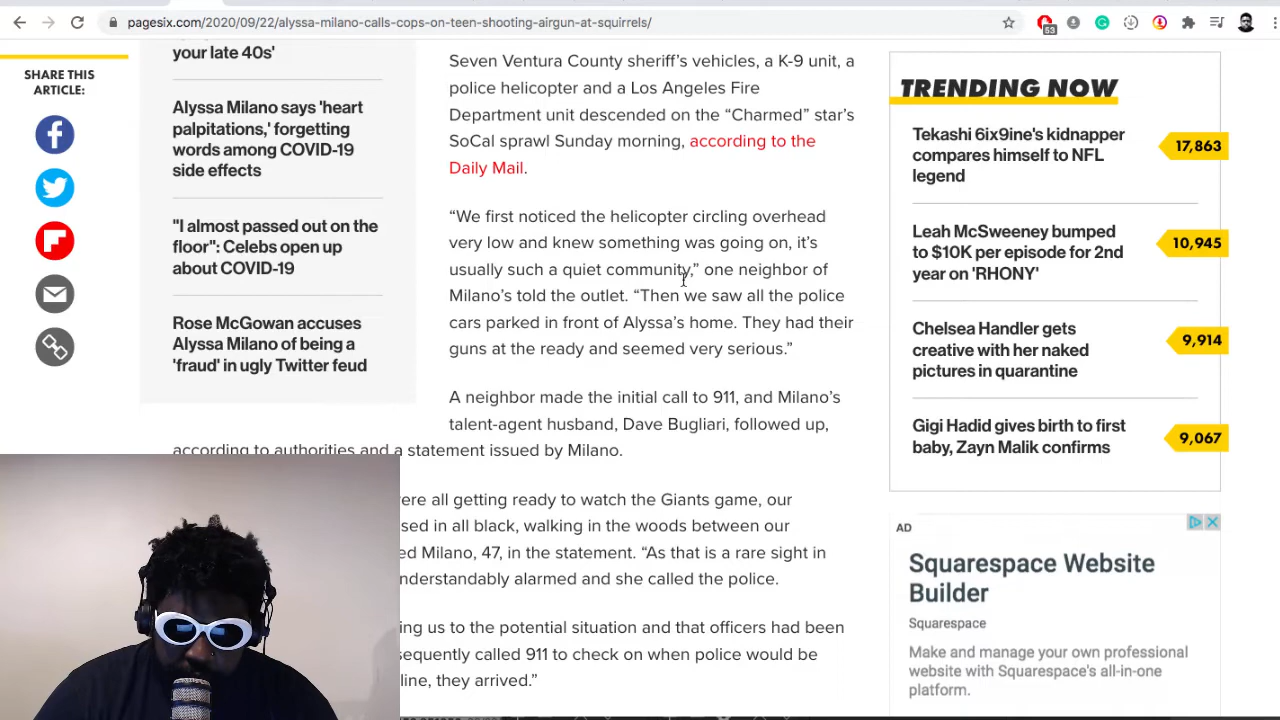 pagesix.com/2020/09/22/alyssa-milano-calls-cops-on-teen-shooting-airgun-at-squirrels/
53
SHARE THIS
ARTICLE:
your late 40s'
Alyssa Milano says 'heart
palpitations,' forgetting
words among COVID-19
side effects
"I almost passed out on the
floor": Celebs open up
about COVID-19
Rose McGowan accuses
Alyssa Milano of being a
'fraud' in ugly Twitter feud
Seven Ventura County sheriff’s vehicles, a K-9 unit, a
police helicopter and a Los Angeles Fire
Department unit descended on the “Charmed” star’s
SoCal sprawl Sunday morning, according to the
Daily Mail.
“We first noticed the helicopter circling overhead
very low and knew something was going on, it’s
usually such a quiet community,” one neighbor of
Milano’s told the outlet. “Then we saw all the police
cars parked in front of Alyssa’s home. They had their
guns at the ready and seemed very serious.”
A neighbor made the initial call to 911, and Milano’s
talent-agent husband, Dave Bugliari, followed up,
according to authorities and a statement issued by Milano.
ere all getting ready to watch the Giants game, our
sed in all black, walking in the woods between our
ed Milano, 47, in the statement. “As that is a rare sight in
nderstandably alarmed and she called the police.
ing us to the potential situation and that officers had been
sequently called 911 to check on when police would be
line, they arrived.”
TRENDING NOW
Tekashi 6ix9ine's kidnapper
compares himself to NFL
legend
17,863
Leah McSweeney bumped
to $10K per episode for 2nd
year on 'RHONY'
10,945
Chelsea Handler gets
creative with her naked
pictures in quarantine
9,914
Gigi Hadid gives birth to first
baby, Zayn Malik confirms
9,067
AD
Squarespace Website
Builder
Squarespace
Make and manage your own professional
website with Squarespace's all-in-one
platform.